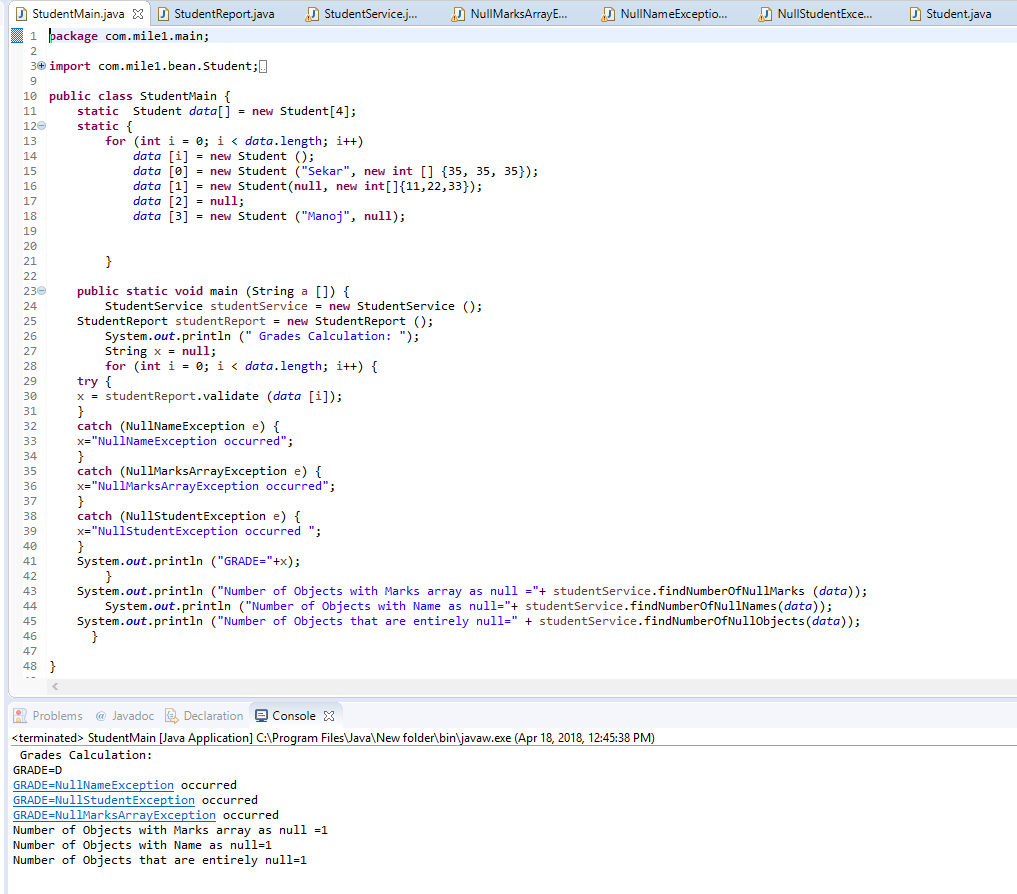 StudentMain.java StudentReport.java StudentService.j... NullMarksArrayE... NullNameExceptio... NullStudentExce... Student.java
1 package com.mile1.main;
2
3 import com.mile1.bean.Student;
9
10 public class StudentMain {
11 static Student data[] = new Student[4];
12 static {
13 for (int i = 0; i < data.length; i++)
14 data [i] = new Student ();
15 data [0] = new Student ("Sekar", new int [] {35, 35, 35});
16 data [1] = new Student(null, new int[]{11,22,33});
17 data [2] = null;
18 data [3] = new Student ("Manoj", null);
19
20
21 }
22
23 public static void main (String a []) {
24 StudentService studentService = new StudentService ();
25 StudentReport studentReport = new StudentReport ();
26 System.out.println (" Grades Calculation: ");
27 String x = null;
28 for (int i = 0; i < data.length; i++) {
29 try {
30 x = studentReport.validate (data [i]);
31 }
32 catch (NullNameException e) {
33 x="NullNameException occurred";
34 }
35 catch (NullMarksArrayException e) {
36 x="NullMarksArrayException occurred";
37 }
38 catch (NullStudentException e) {
39 x="NullStudentException occurred ";
40 }
41 System.out.println ("GRADE="+x);
42 }
43 System.out.println ("Number of Objects with Marks array as null ="+ studentService.findNumberOfNullMarks (data));
44 System.out.println ("Number of Objects with Name as null="+ studentService.findNumberOfNullNames(data));
45 System.out.println ("Number of Objects that are entirely null=" + studentService.findNumberOfNullObjects(data));
46 }
47
48 }
Problems @ Javadoc Declaration Console
<terminated> StudentMain [Java Application] C:\Program Files\Java\New folder\bin\javaw.exe (Apr 18, 2018, 12:45:38 PM)
Grades Calculation:
GRADE=D
GRADE=NullNameException occurred
GRADE=NullStudentException occurred
GRADE=NullMarksArrayException occurred
Number of Objects with Marks array as null =1
Number of Objects with Name as null=1
Number of Objects that are entirely null=1